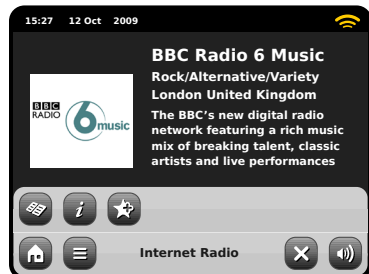 15:27 12 Oct 2009
BBC Radio 6 Music
Rock/Alternative/Variety
London United Kingdom
The BBC's new digital radio
network featuring a rich music
mix of breaking talent, classic
artists and live performances
BBC
RADIO
6
music
i
Internet Radio